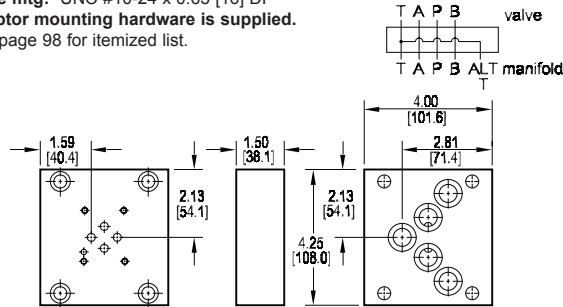 UNC #10-24 x 0.63 [16] DP
ptor mounting hardware is supplied.
page 98 for itemized list.
T A P B valve
T A P B ALT manifold
T
4.00
[101.6]
1.59
[40.4]
1.50
[38.1]
2.81
[71.4]
2.13
[54.1]
2.13
[54.1]
4.25
[108.0]